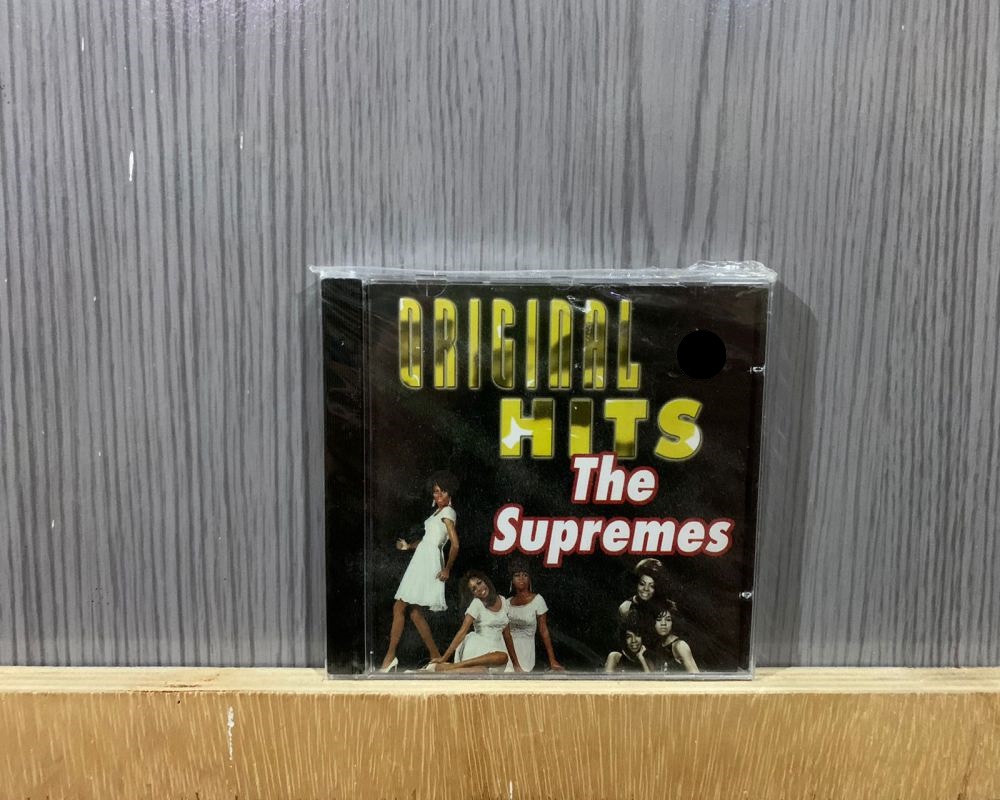 ORIGINAL
HITS
The
Supremes